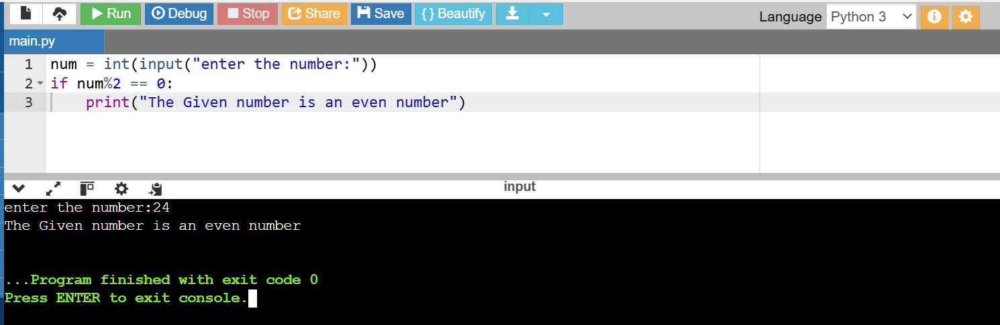 Run Debug Stop Share Save { } Beautify Language Python 3
main.py
1 num = int(input("enter the number:"))
2 if num%2 == 0:
3     print("The Given number is an even number")
input
enter the number:24
The Given number is an even number
...Program finished with exit code 0
Press ENTER to exit console.